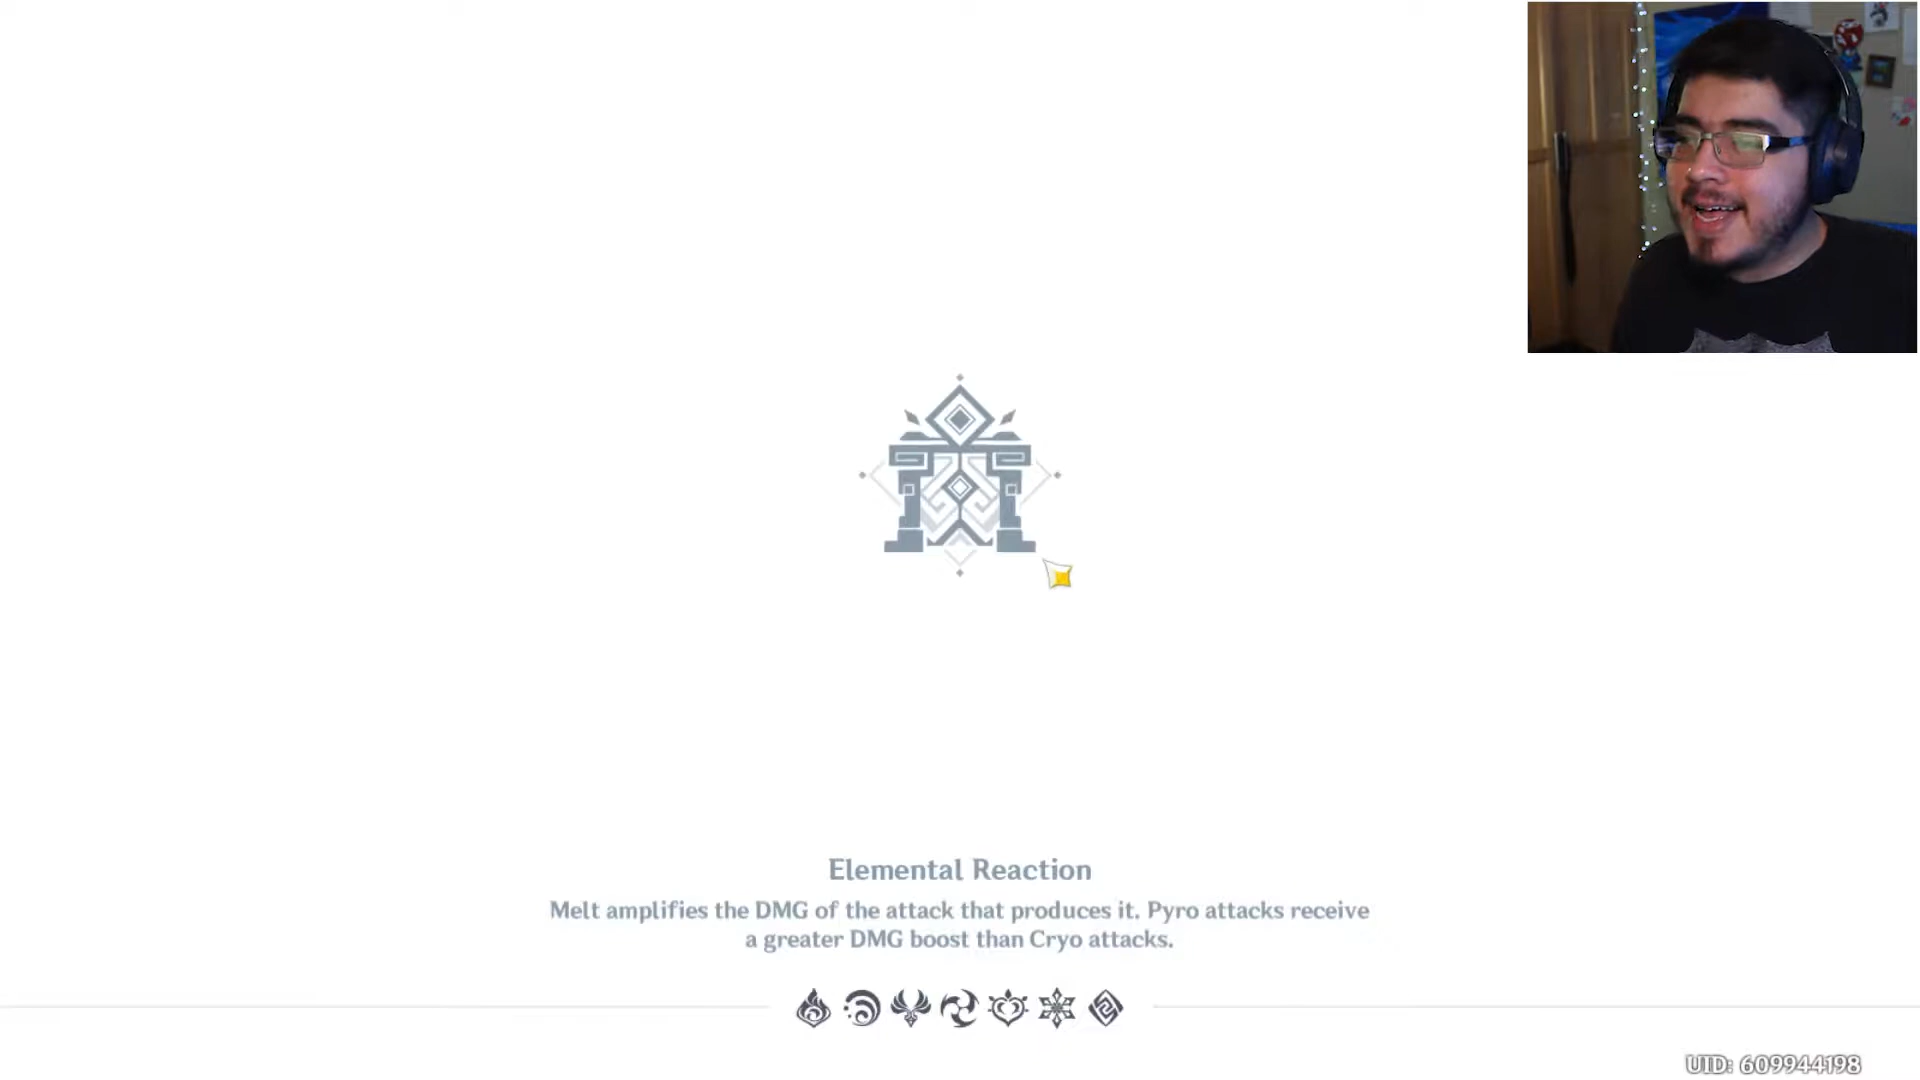 Elemental Reaction
Melt amplifies the DMG of the attack that produces it. Pyro attacks receive
a greater DMG boost than Cryo attacks.
UID: 609944198